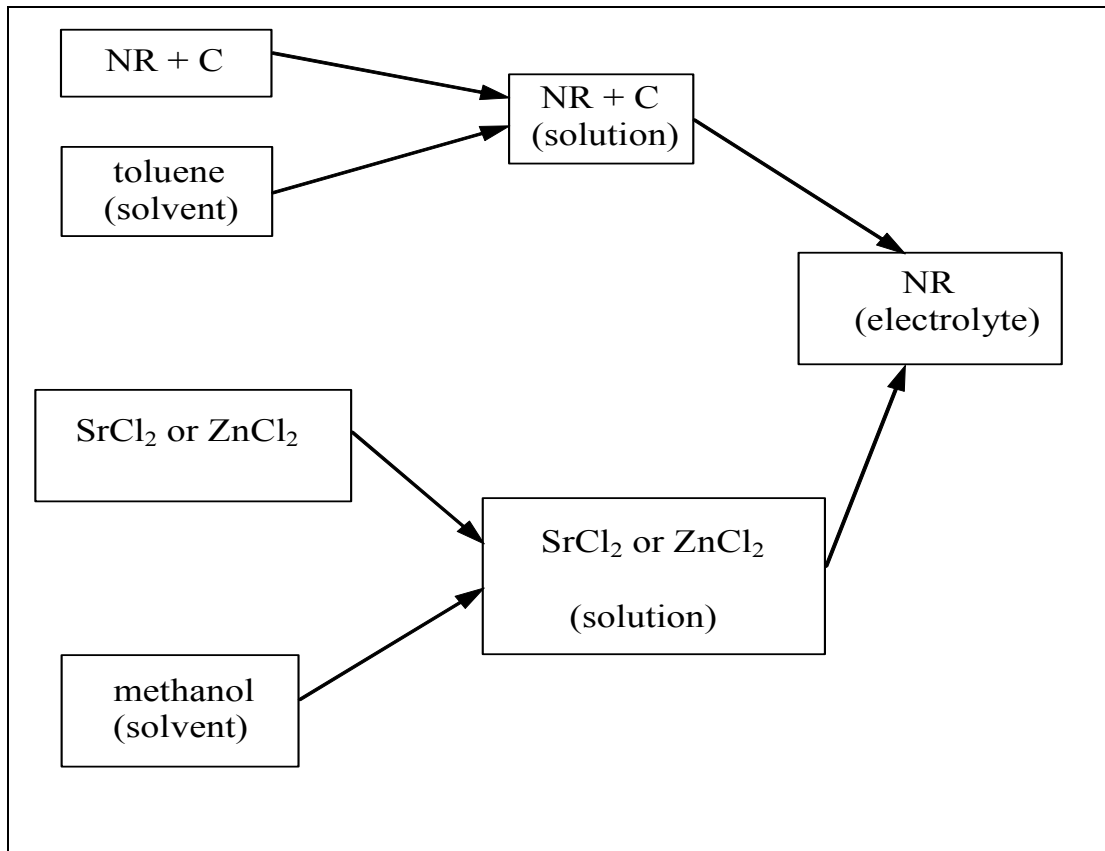 NR + C
toluene
(solvent)
NR + C
(solution)
NR
(electrolyte)
SrCl₂ or ZnCl₂
SrCl₂ or ZnCl₂
(solution)
methanol
(solvent)